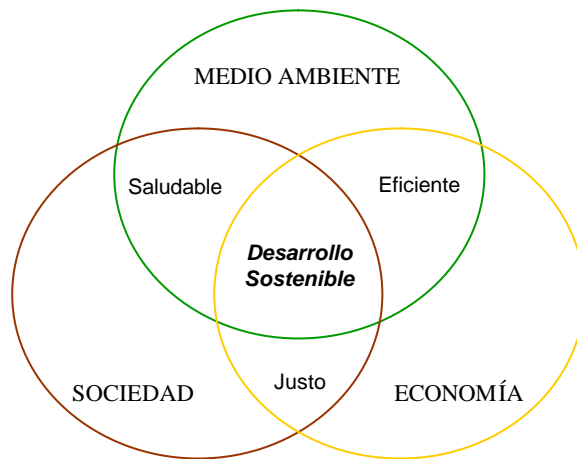 MEDIO AMBIENTE
Saludable
Eficiente
Desarrollo
Sostenible
Justo
SOCIEDAD
ECONOMÍA